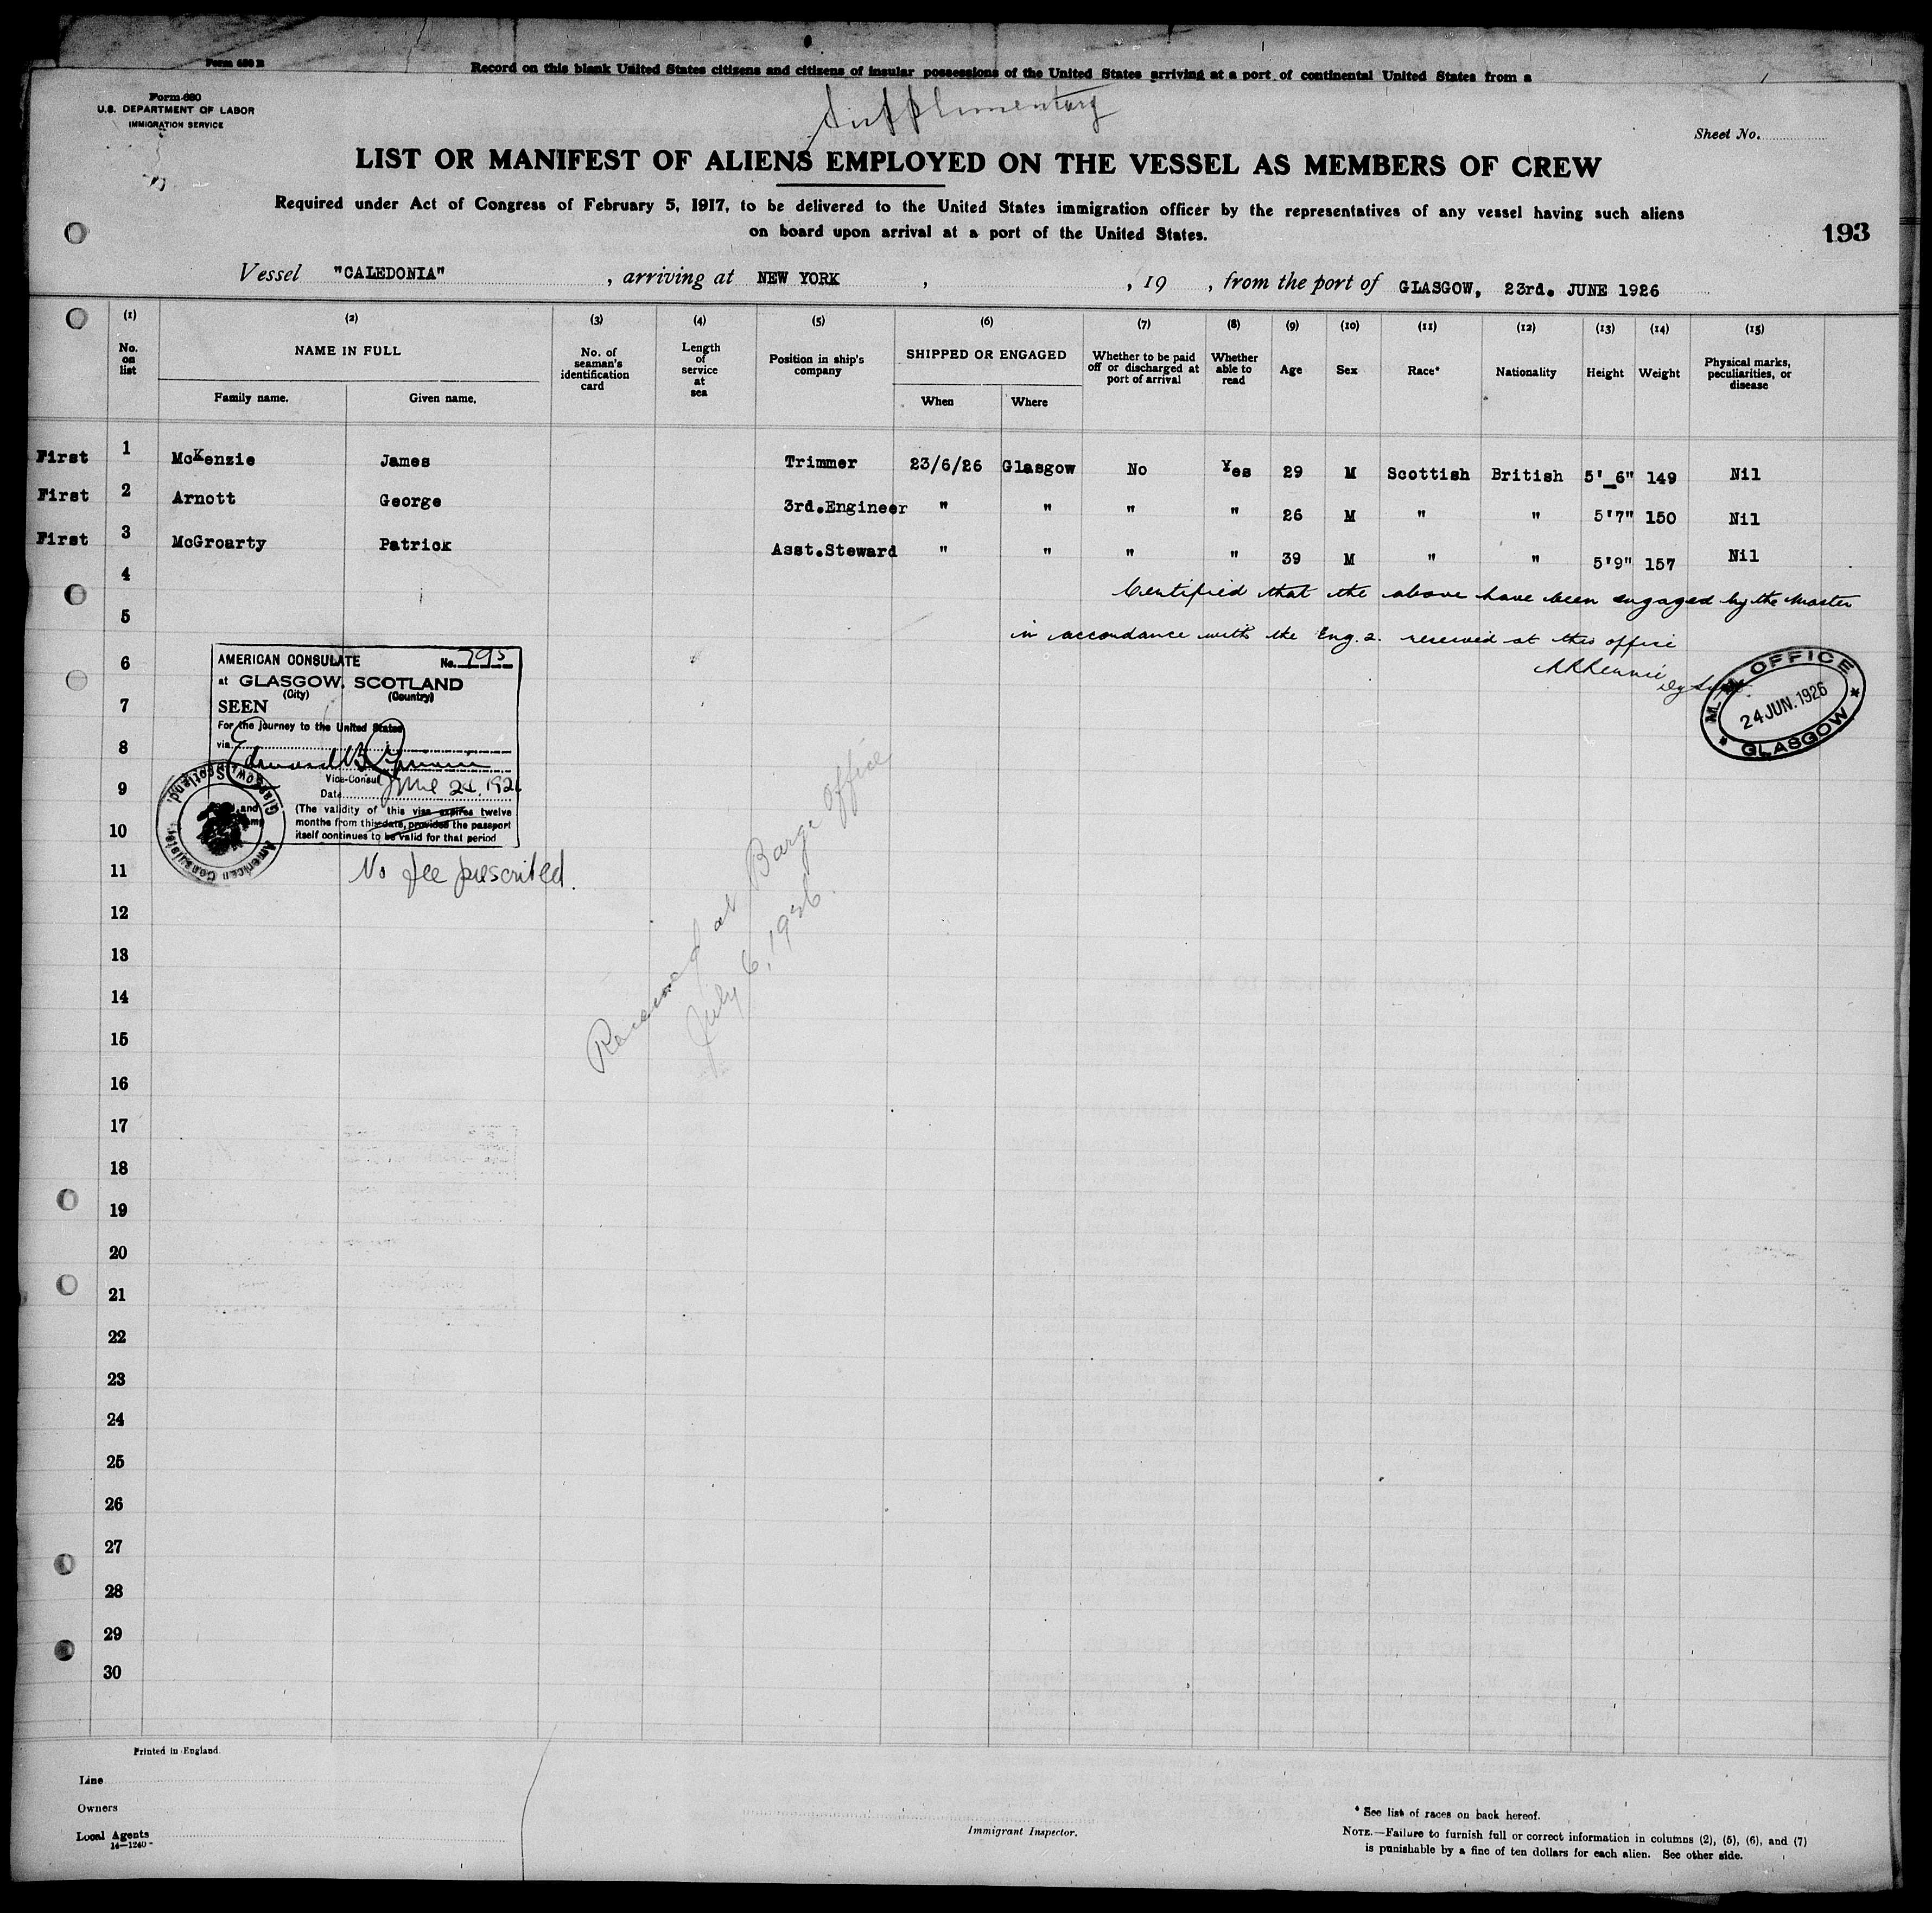 Form 680 B
Record on this blank United States citizens and citizens of insular possessions of the United States arriving at a port of continental United States from a
Form 680
U.S. DEPARTMENT OF LABOR
IMMIGRATION SERVICE
Supplimentary
Sheet No.
LIST OR MANIFEST OF ALIENS EMPLOYED ON THE VESSEL AS MEMBERS OF CREW
Required under Act of Congress of February 5, 1917, to be delivered to the United States immigration officer by the representatives of any vessel having such aliens
on board upon arrival at a port of the United States.
193
Vessel "CALEDONIA", arriving at NEW YORK, , 19 , from the port of GLASGOW, 23rd. JUNE 1926
(1) (2) (3) (4) (5) (6) (7) (8) (9) (10) (11) (12) (13) (14) (15)
No. on list
NAME IN FULL
Family name. Given name.
No. of seaman's identification card
Length of service at sea
Position in ship's company
SHIPPED OR ENGAGED
When Where
Whether to be paid off or discharged at port of arrival
Whether able to read
Age
Sex
Race*
Nationality
Height
Weight
Physical marks, peculiarities, or disease
First 1 McKenzie James Trimmer 23/6/26 Glasgow No Yes 29 M Scottish British 5'_6" 149 Nil
First 2 Arnott George 3rd.Engineer " " " " 26 M " " 5'7" 150 Nil
First 3 McGroarty Patrick Asst.Steward " " " " 39 M " " 5'9" 157 Nil
4
Certified that the above have been engaged by the Master
5
in accordance with the Eng. 2. reserved at this office
6
7
8
9
10
11
12
13
14
15
16
17
18
19
20
21
22
23
24
25
26
27
28
29
30
M. M. OFFICE
24 JUN. 1926
GLASGOW
AMERICAN CONSULATE No. 795
at GLASGOW, SCOTLAND
(City) (Country)
SEEN
For the journey to the United States
via
Vice-Consul
Date June 24, 1926
(The validity of this visa expires twelve
months from this date, provided the passport
itself continues to be valid for that period
American Consulate Glasgow, Scotland.
No fee prescribed.
Received at Barge Office
July 6, 1926
Printed in England.
Line
Owners
Local Agents
14—1240
Immigrant Inspector.
* See list of races on back hereof.
NOTE.—Failure to furnish full or correct information in columns (2), (5), (6), and (7)
is punishable by a fine of ten dollars for each alien. See other side.